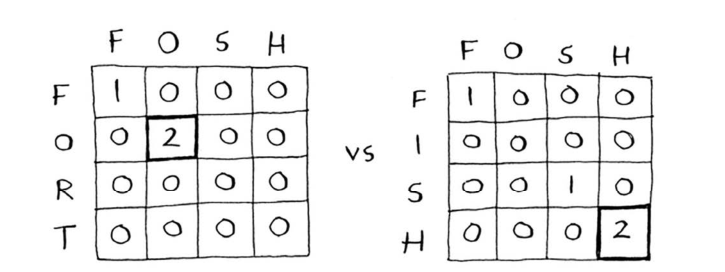 F O S H
F 1 0 0 0
O 0 2 0 0
R 0 0 0 0
T 0 0 0 0
vs
F O S H
F 1 0 0 0
I 0 0 0 0
S 0 0 1 0
H 0 0 0 2